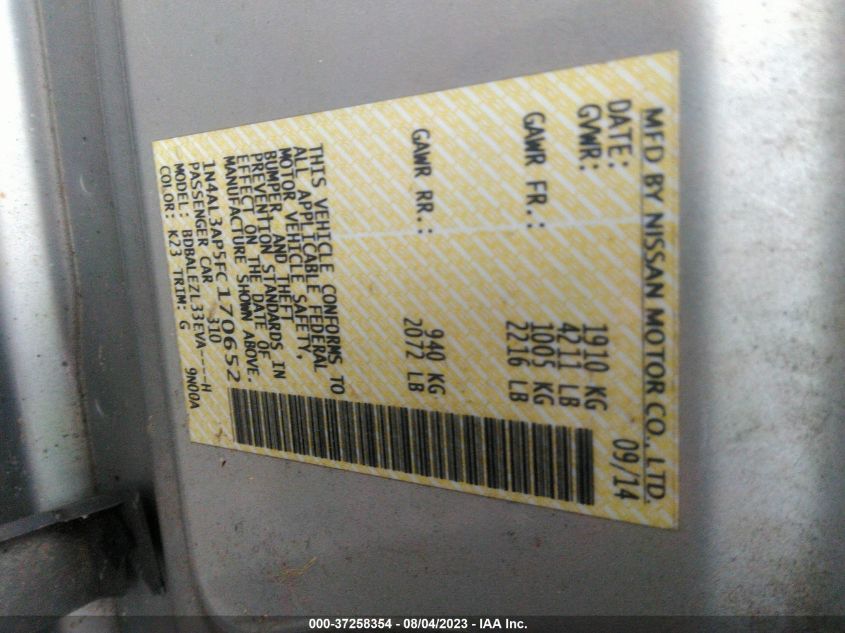 MFD BY NISSAN MOTOR CO., LTD.
DATE: 09/14
GVWR: 1910 KG
4211 LB
GAWR FR.: 1005 KG
2216 LB
GAWR RR.: 940 KG
2072 LB
THIS VEHICLE CONFORMS TO
ALL APPLICABLE FEDERAL
MOTOR VEHICLE SAFETY,
BUMPER, AND THEFT
PREVENTION STANDARDS IN
EFFECT ON THE DATE OF
MANUFACTURE SHOWN ABOVE.
1N4AL3AP5FC170652
PASSENGER CAR 310
MODEL: BDBALEZL33EVA----H
COLOR: K23 TRIM: G 9N00A
000-37258354 - 08/04/2023 - IAA Inc.